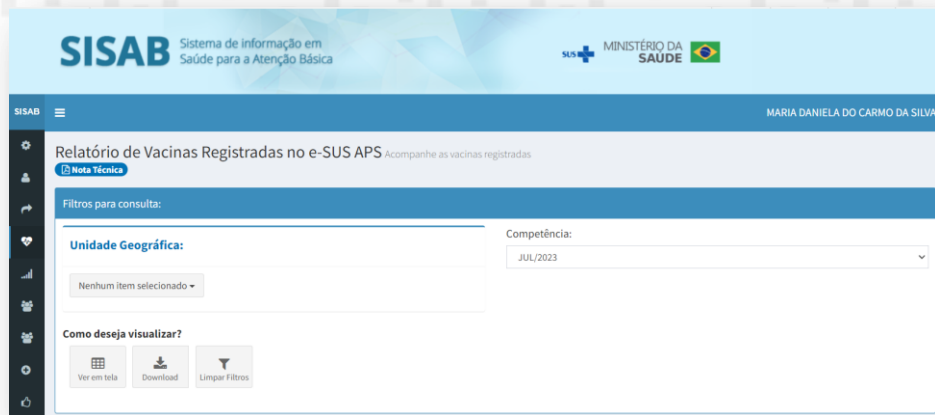 SISAB
Sistema de informação em
Saúde para a Atenção Básica
SUS
MINISTÉRIO DA
SAÚDE
SISAB
MARIA DANIELA DO CARMO DA SILVA
Relatório de Vacinas Registradas no e-SUS APS Acompanhe as vacinas registradas
Nota Técnica
Filtros para consulta:
Unidade Geográfica:
Nenhum item selecionado
Competência:
JUL/2023
Como deseja visualizar?
Ver em tela
Download
Limpar Filtros